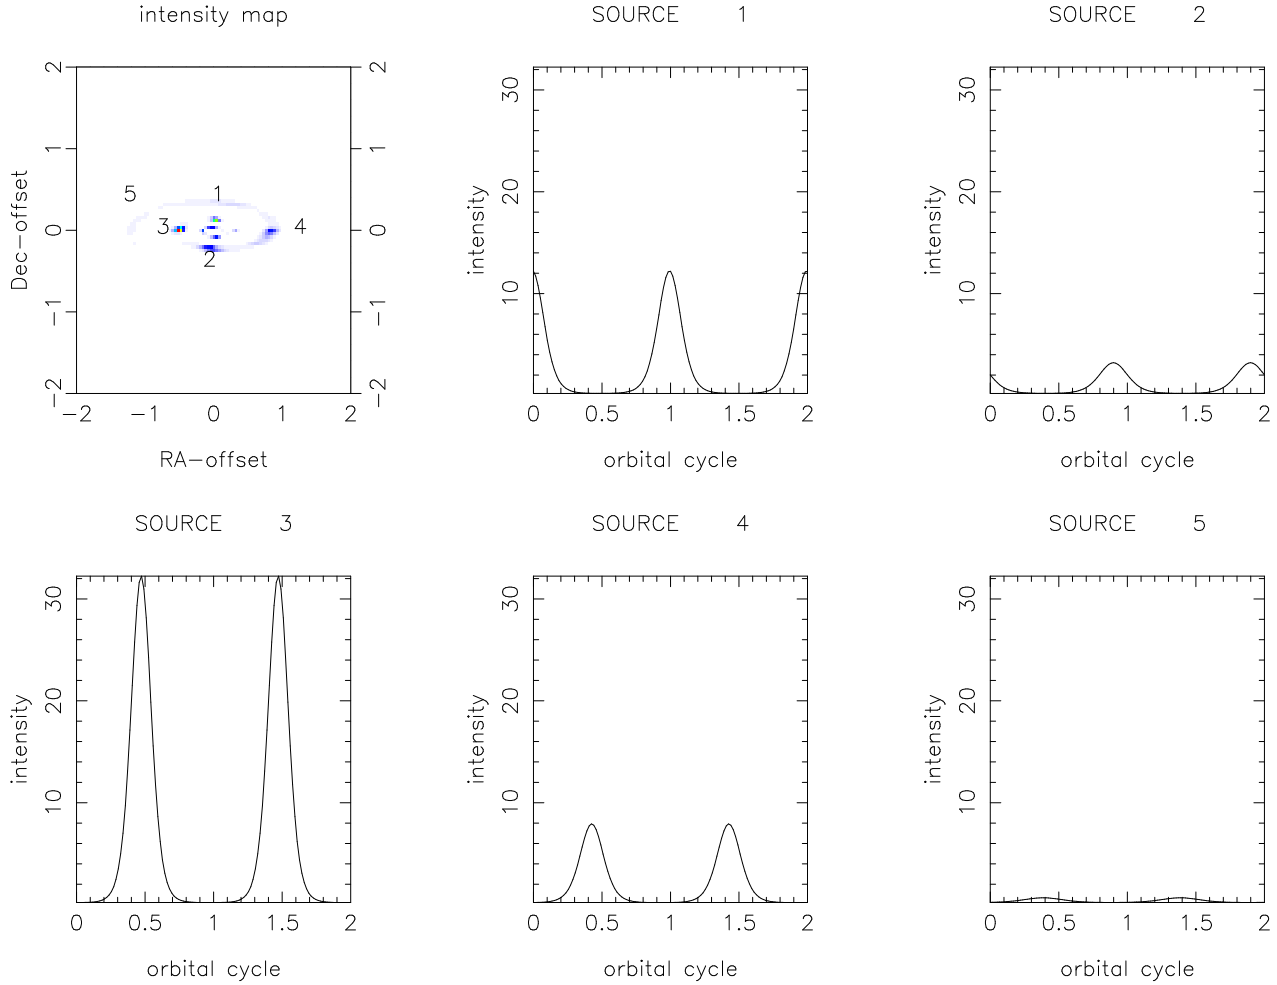 intensity map
2
1
0
−1
−2
2
1
0
−1
−2
−2 −1 0 1 2
Dec−offset
RA−offset
5
1
3
4
2
SOURCE 1
30
20
10
intensity
0 0.5 1 1.5 2
orbital cycle
SOURCE 2
30
20
10
intensity
0 0.5 1 1.5 2
orbital cycle
SOURCE 3
30
20
10
intensity
0 0.5 1 1.5 2
orbital cycle
SOURCE 4
30
20
10
intensity
0 0.5 1 1.5 2
orbital cycle
SOURCE 5
30
20
10
intensity
0 0.5 1 1.5 2
orbital cycle